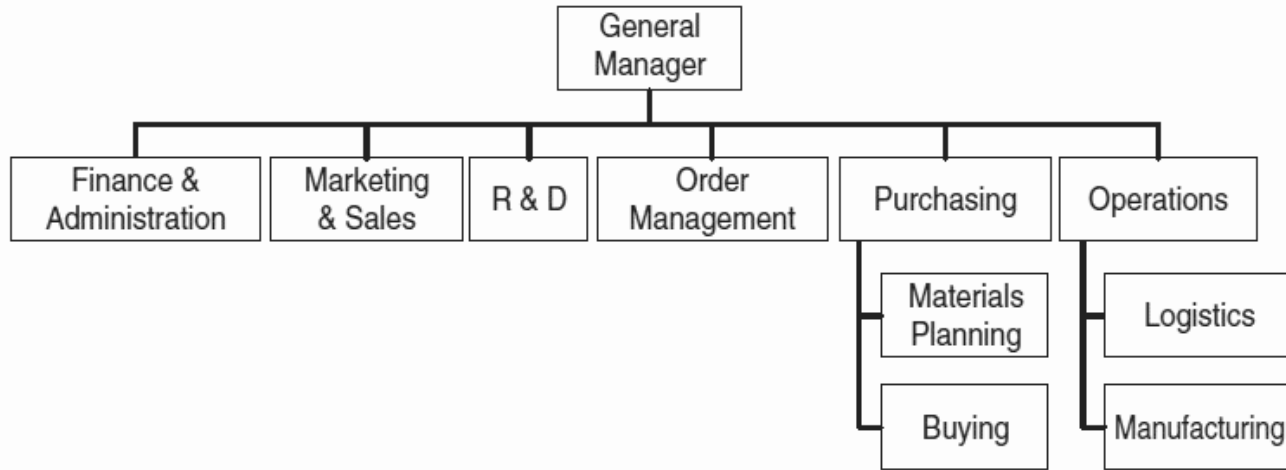 General
Manager
Finance &
Administration
Marketing
& Sales
R & D
Order
Management
Purchasing
Operations
Materials
Planning
Logistics
Buying
Manufacturing